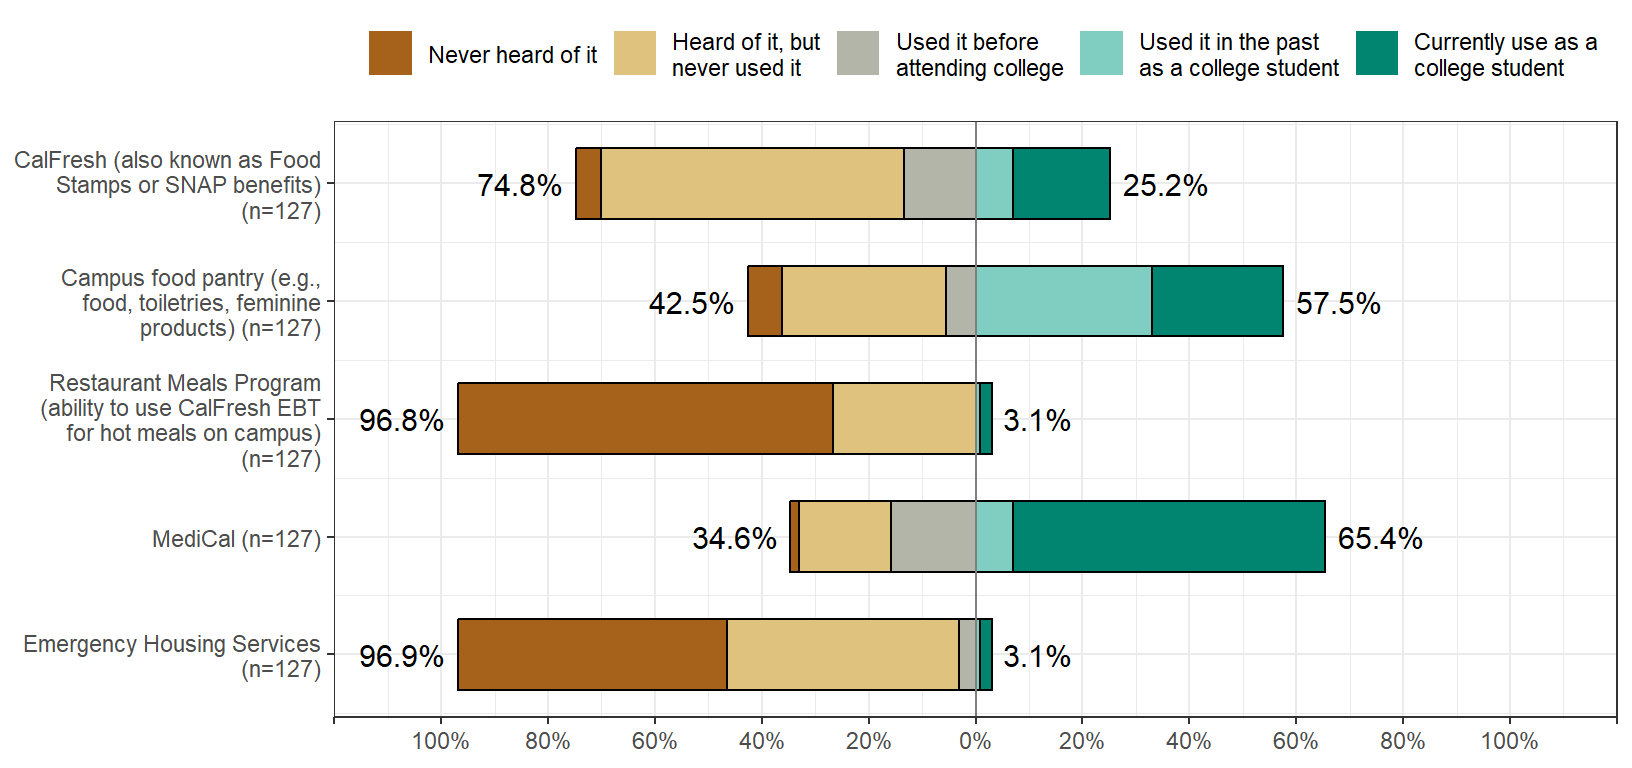 Never heard of it
Heard of it, but
never used it
Used it before
attending college
Used it in the past
as a college student
Currently use as a
college student
CalFresh (also known as Food
Stamps or SNAP benefits)
(n=127)
74.8%
25.2%
Campus food pantry (e.g.,
food, toiletries, feminine
products) (n=127)
42.5%
57.5%
Restaurant Meals Program
(ability to use CalFresh EBT
for hot meals on campus)
(n=127)
96.8%
3.1%
MediCal (n=127)
34.6%
65.4%
Emergency Housing Services
(n=127)
96.9%
3.1%
100% 80% 60% 40% 20% 0% 20% 40% 60% 80% 100%